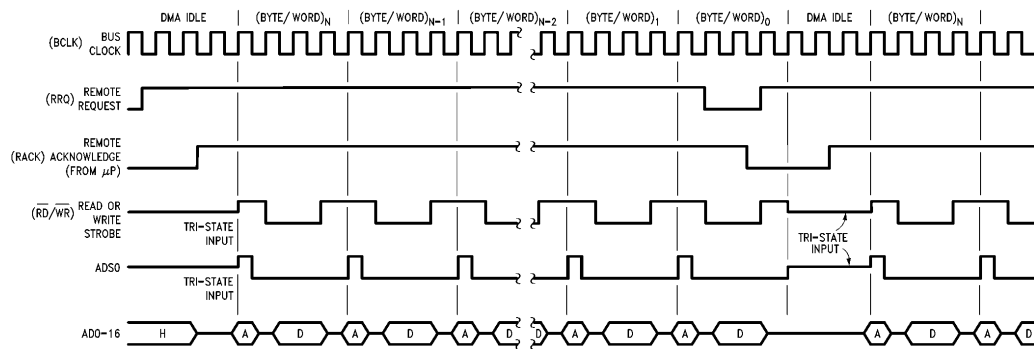 DMA IDLE (BYTE/WORD)N (BYTE/WORD)N-1 (BYTE/WORD)N-2 (BYTE/WORD)1 (BYTE/WORD)0 DMA IDLE (BYTE/WORD)N
(BCLK) BUS
CLOCK
(RRQ) REMOTE
REQUEST
REMOTE
(RACK) ACKNOWLEDGE
(FROM μP)
(RD/WR) READ OR
WRITE
STROBE
TRI-STATE
INPUT
TRI-STATE
INPUT
ADS0
TRI-STATE
INPUT
AD0-16 H A D A D A D D A D A D A D A D